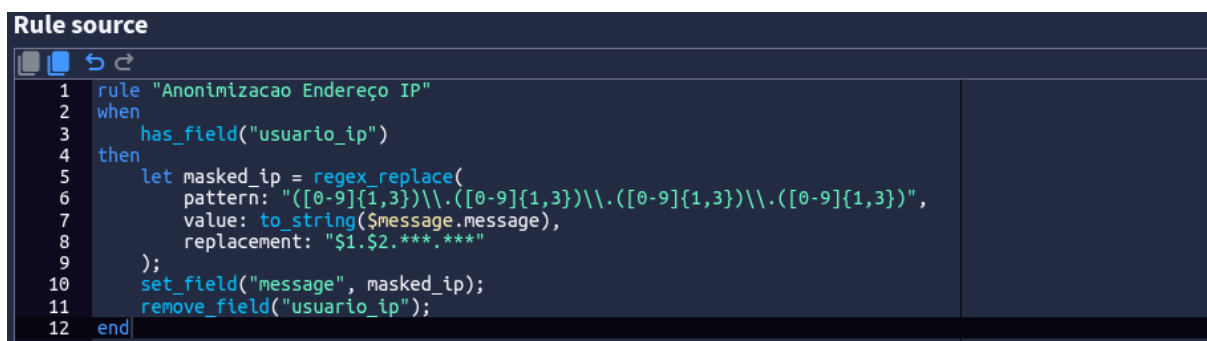 Rule source
1 rule "Anonimizacao Endereço IP"
2 when
3 has_field("usuario_ip")
4 then
5 let masked_ip = regex_replace(
6 pattern: "([0-9]{1,3})\\.([0-9]{1,3})\\.([0-9]{1,3})\\.([0-9]{1,3})",
7 value: to_string($message.message),
8 replacement: "$1.$2.***.***"
9 );
10 set_field("message", masked_ip);
11 remove_field("usuario_ip");
12 end